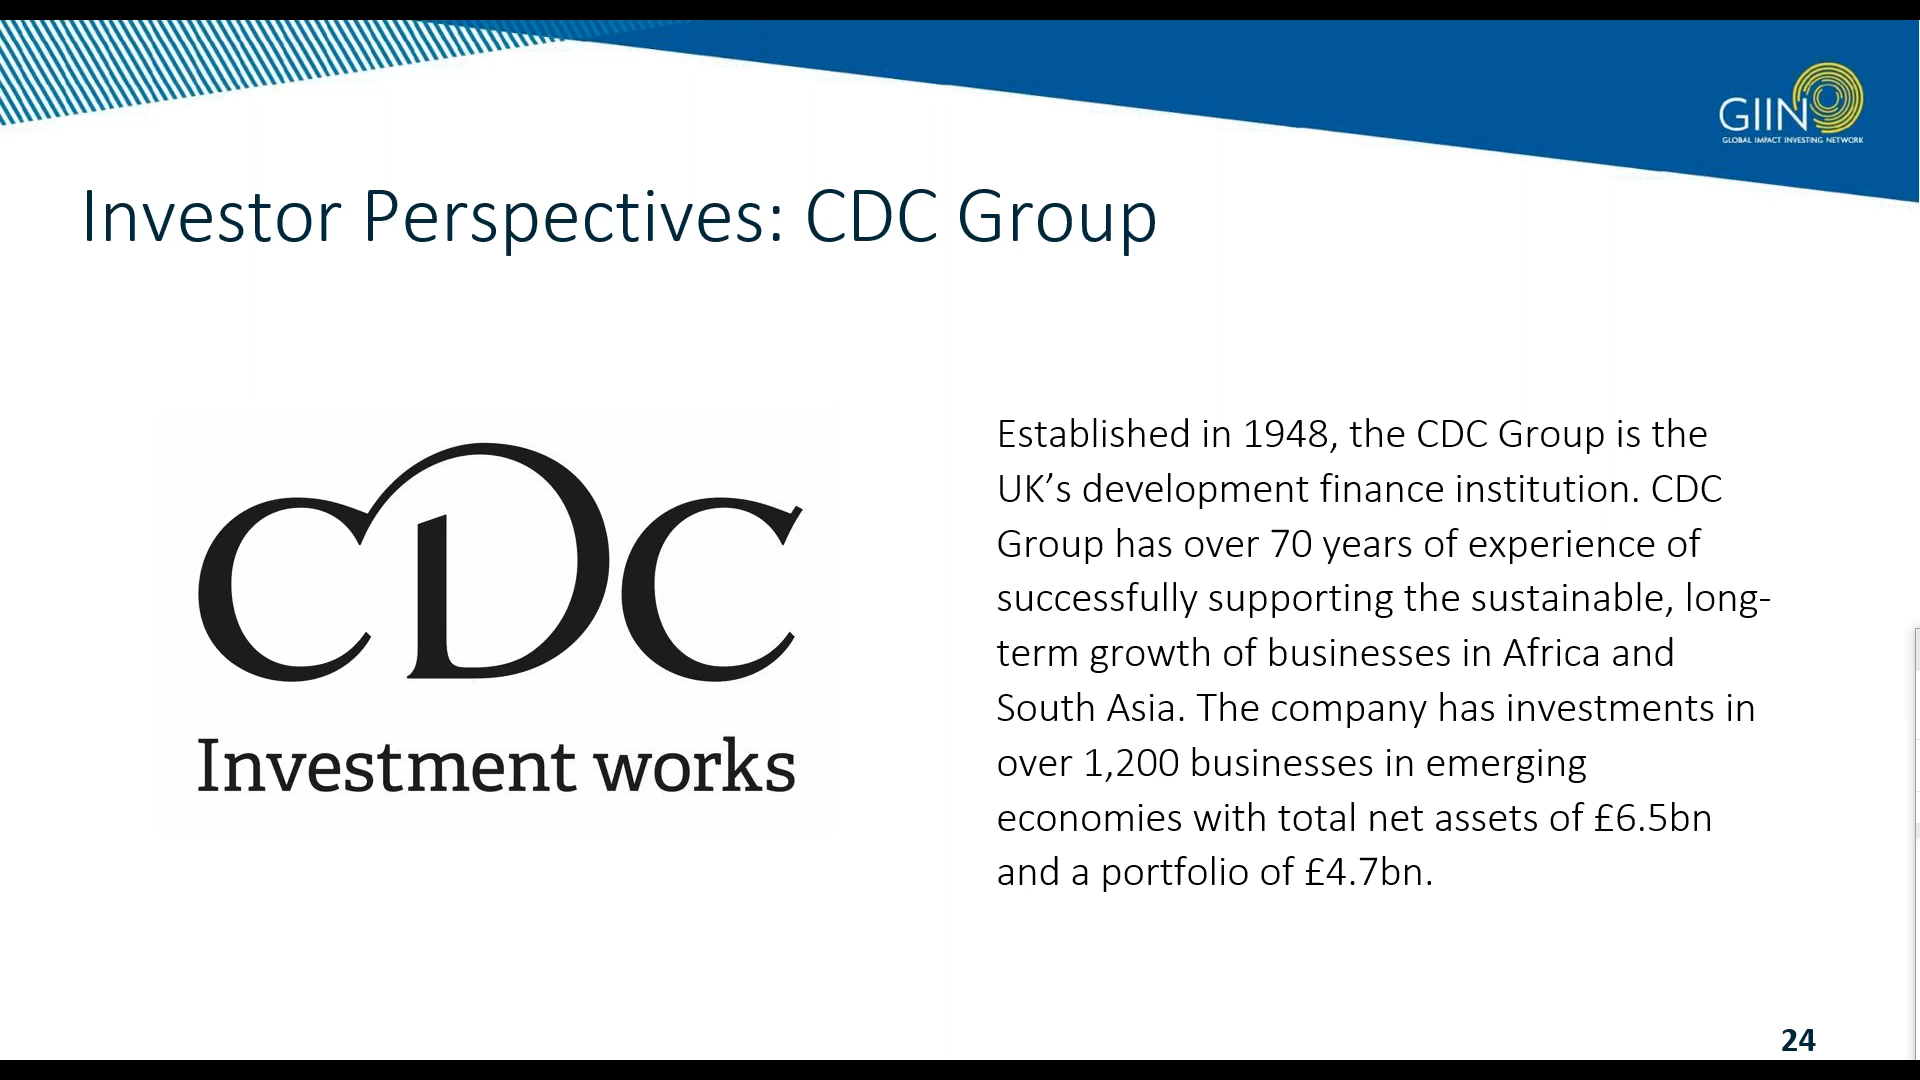 GIIN
GLOBAL IMPACT INVESTING NETWORK
Investor Perspectives: CDC Group
CDC
Investment works
Established in 1948, the CDC Group is the
UK’s development finance institution. CDC
Group has over 70 years of experience of
successfully supporting the sustainable, long-
term growth of businesses in Africa and
South Asia. The company has investments in
over 1,200 businesses in emerging
economies with total net assets of £6.5bn
and a portfolio of £4.7bn.
24